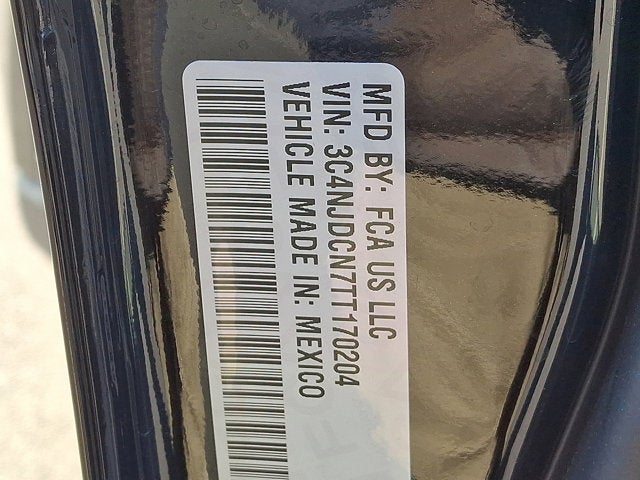 MFD BY: FCA US LLC
VIN: 3C4NJDCN7TT170204
VEHICLE MADE IN: MEXICO